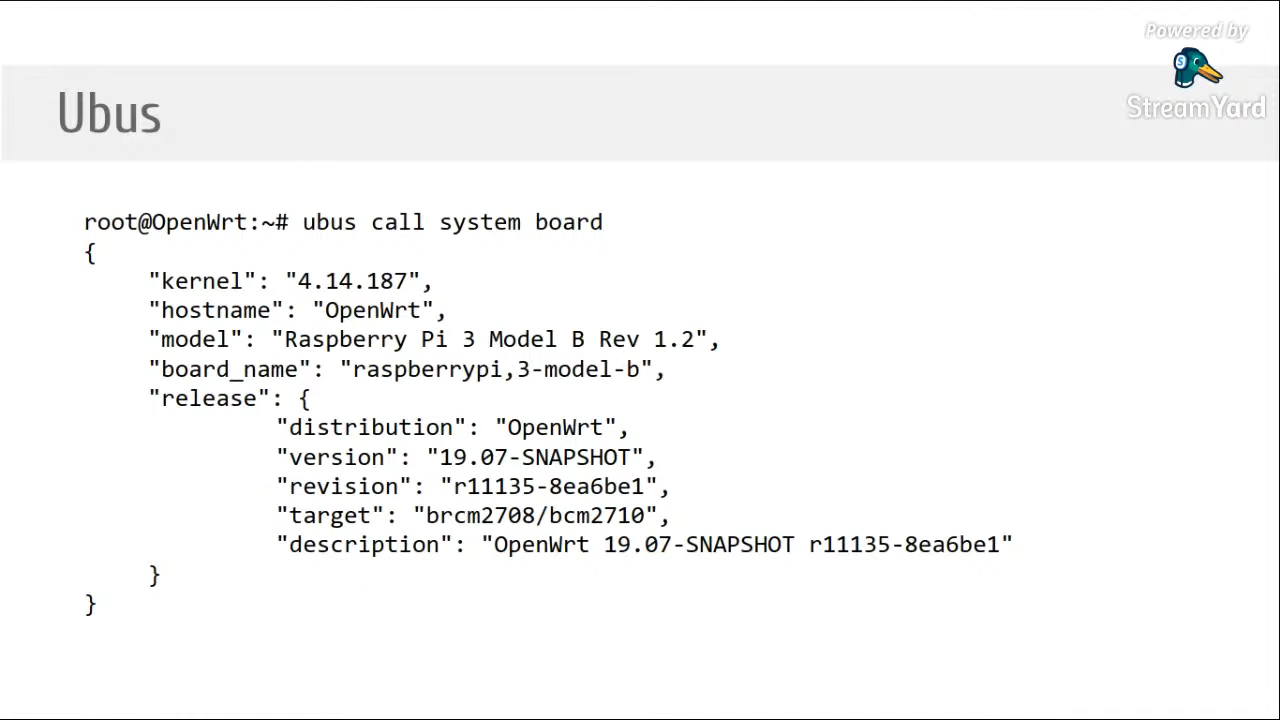 Powered by
StreamYard
Ubus
root@OpenWrt:~# ubus call system board
{
"kernel": "4.14.187",
"hostname": "OpenWrt",
"model": "Raspberry Pi 3 Model B Rev 1.2",
"board_name": "raspberrypi,3-model-b",
"release": {
"distribution": "OpenWrt",
"version": "19.07-SNAPSHOT",
"revision": "r11135-8ea6be1",
"target": "brcm2708/bcm2710",
"description": "OpenWrt 19.07-SNAPSHOT r11135-8ea6be1"
}
}